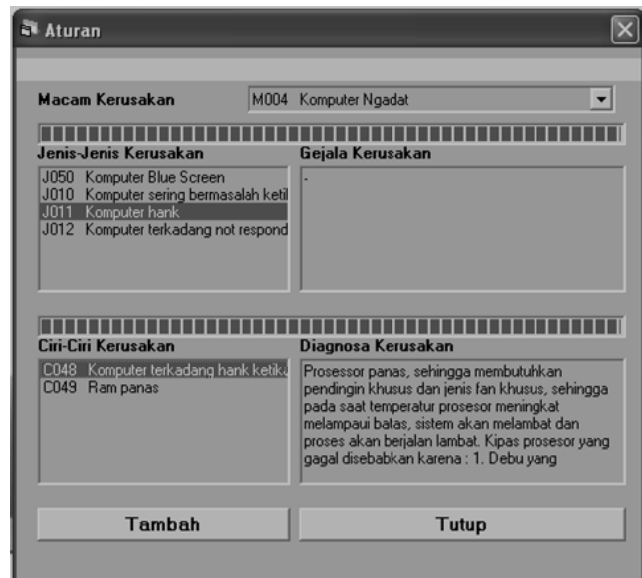 Aturan
Macam Kerusakan
M004 Komputer Ngadat
Jenis-Jenis Kerusakan
J050 Komputer Blue Screen
J010 Komputer sering bermasalah ketil
J011 Komputer hank
J012 Komputer terkadang not respond
Gejala Kerusakan
-
Ciri-Ciri Kerusakan
C048 Komputer terkadang hank ketika
C049 Ram panas
Diagnosa Kerusakan
Prosessor panas, sehingga membutuhkan
pendingin khusus dan jenis fan khusus, sehingga
pada saat temperatur prosesor meningkat
melampaui balas, sistem akan melambat dan
proses akan berjalan lambat. Kipas prosesor yang
gagal disebabkan karena : 1. Debu yang
Tambah
Tutup